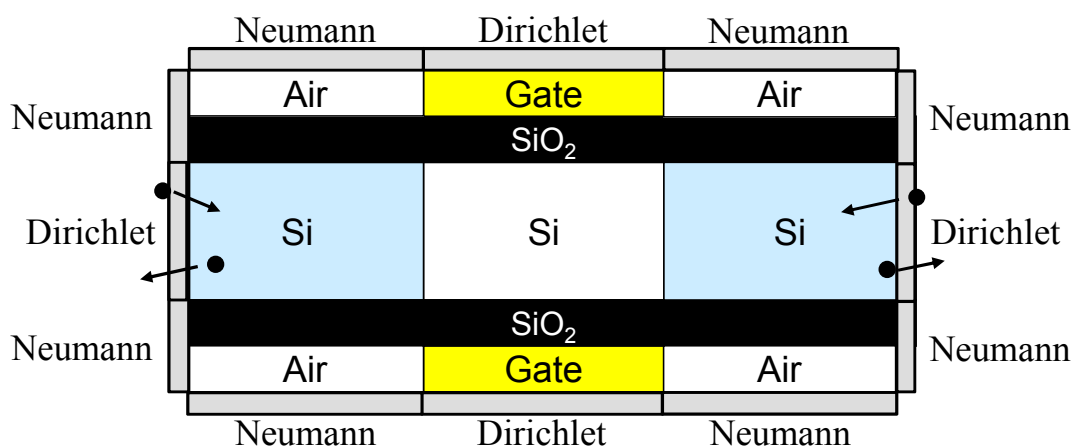 Neumann Dirichlet Neumann
Air Gate Air
Neumann Neumann
SiO₂
Dirichlet Si Si Si Dirichlet
SiO₂
Neumann Neumann
Air Gate Air
Neumann Dirichlet Neumann